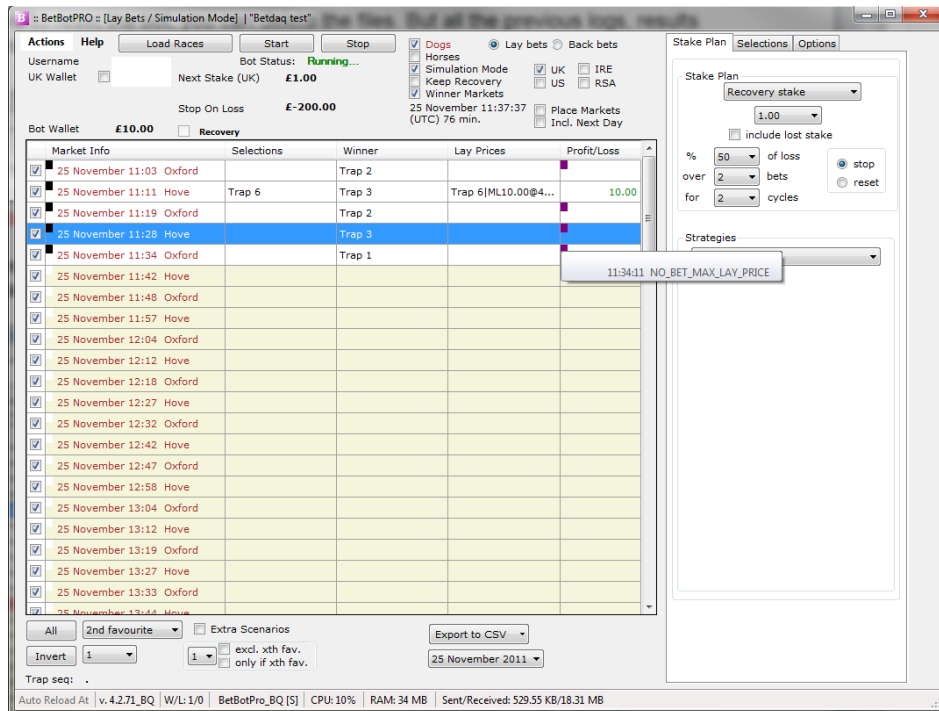 :: BetBotPRO :: [Lay Bets / Simulation Mode] | "Betdaq test"
the files. But all the previous logs, results
Actions Help Load Races Start Stop
Username Bot Status: Running...
UK Wallet Next Stake (UK) £1.00
Stop On Loss £-200.00
Bot Wallet £10.00 Recovery
Dogs Lay bets Back bets
Horses
Simulation Mode UK IRE
Keep Recovery US RSA
Winner Markets
25 November 11:37:37 Place Markets
(UTC) 76 min. Incl. Next Day
Market Info Selections Winner Lay Prices Profit/Loss
25 November 11:03 Oxford Trap 2
25 November 11:11 Hove Trap 6 Trap 3 Trap 6|ML10.00@4... 10.00
25 November 11:19 Oxford Trap 2
25 November 11:28 Hove Trap 3
25 November 11:34 Oxford Trap 1
11:34:11 NO_BET_MAX_LAY_PRICE
25 November 11:42 Hove
25 November 11:48 Oxford
25 November 11:57 Hove
25 November 12:04 Oxford
25 November 12:12 Hove
25 November 12:18 Oxford
25 November 12:27 Hove
25 November 12:32 Oxford
25 November 12:42 Hove
25 November 12:47 Oxford
25 November 12:58 Hove
25 November 13:04 Oxford
25 November 13:12 Hove
25 November 13:19 Oxford
25 November 13:27 Hove
25 November 13:33 Oxford
25 November 13:44 Hove
Stake Plan Selections Options
Stake Plan
Recovery stake
1.00
include lost stake
% 50 of loss stop
over 2 bets reset
for 2 cycles
Strategies
All 2nd favourite Extra Scenarios Export to CSV
Invert 1 1 excl. xth fav.
only if xth fav. 25 November 2011
Trap seq: .
Auto Reload At v. 4.2.71_BQ W/L: 1/0 BetBotPro_BQ [S] CPU: 10% RAM: 34 MB Sent/Received: 529.55 KB/18.31 MB